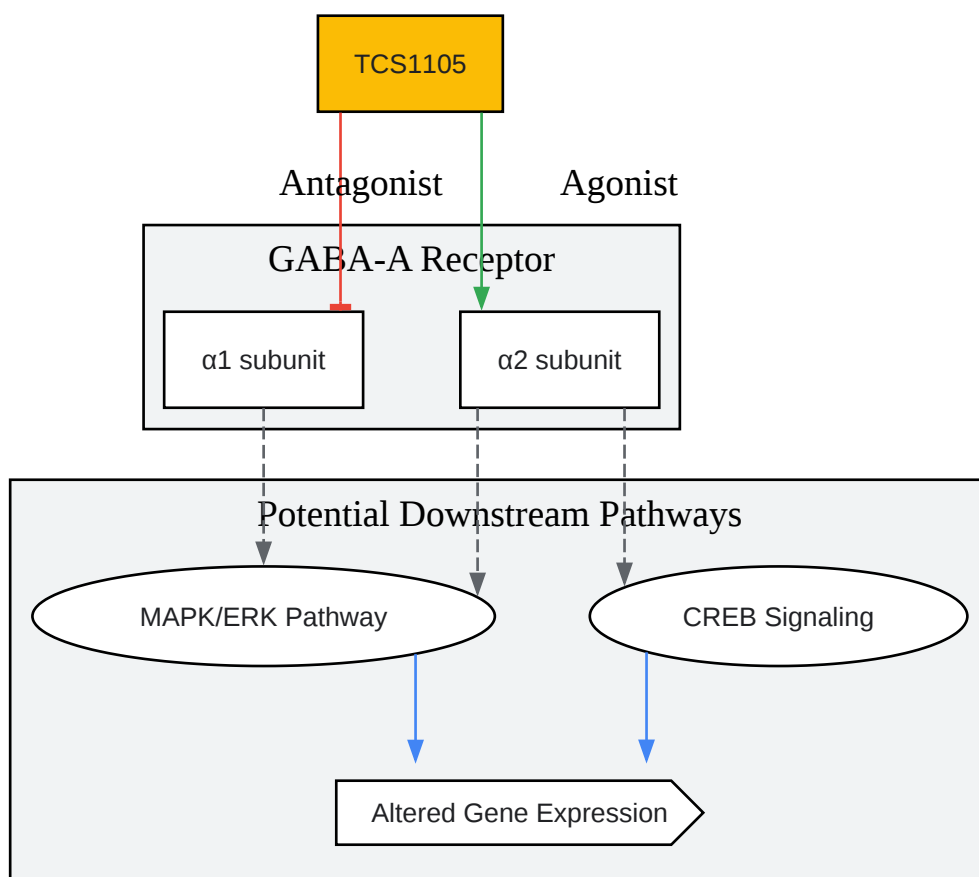 TCS1105
Antagonist
Agonist
GABA-A Receptor
α1 subunit
α2 subunit
Potential Downstream Pathways
MAPK/ERK Pathway
CREB Signaling
Altered Gene Expression